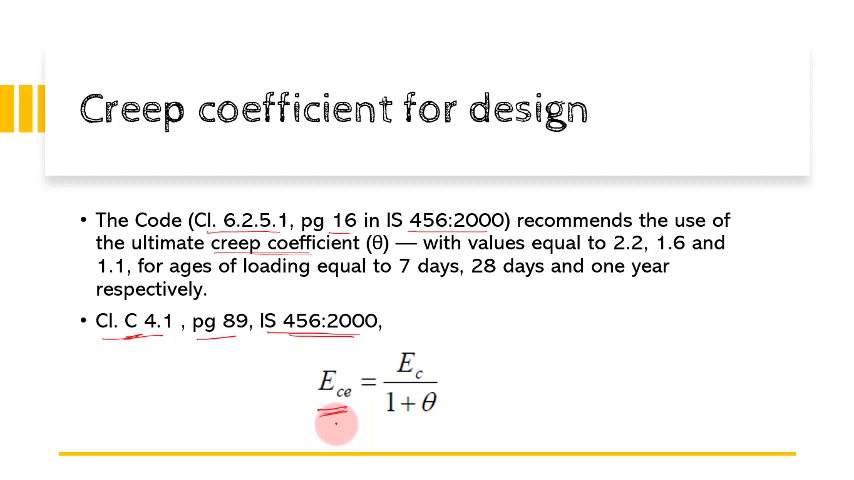 Creep coefficient for design
• The Code (Cl. 6.2.5.1, pg 16 in IS 456:2000) recommends the use of
the ultimate creep coefficient (θ) — with values equal to 2.2, 1.6 and
1.1, for ages of loading equal to 7 days, 28 days and one year
respectively.
• Cl. C 4.1 , pg 89, IS 456:2000,
E_ce = E_c / (1 + θ)